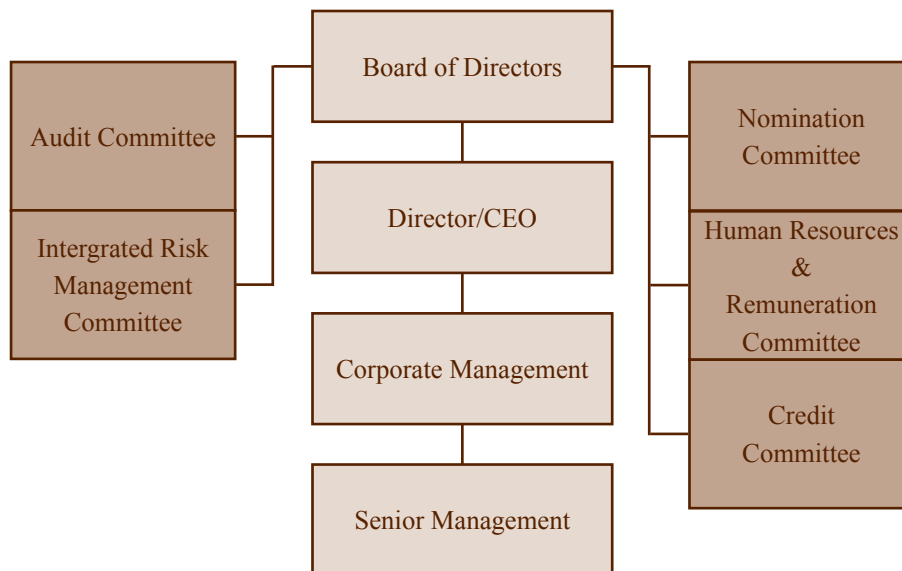 Board of Directors
Audit Committee
Intergrated Risk
Management
Committee
Director/CEO
Corporate Management
Senior Management
Nomination
Committee
Human Resources
&
Remuneration
Committee
Credit
Committee